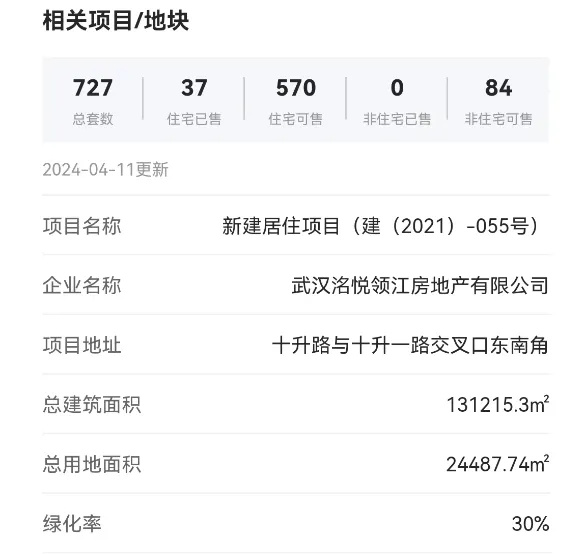 相关项目/地块
727 37 570 0 84
总套数 住宅已售 住宅可售 非住宅已售 非住宅可售
2024-04-11更新
项目名称 新建居住项目（建（2021）-055号）
企业名称 武汉洺悦领江房地产有限公司
项目地址 十升路与十升一路交叉口东南角
总建筑面积 131215.3㎡
总用地面积 24487.74㎡
绿化率 30%